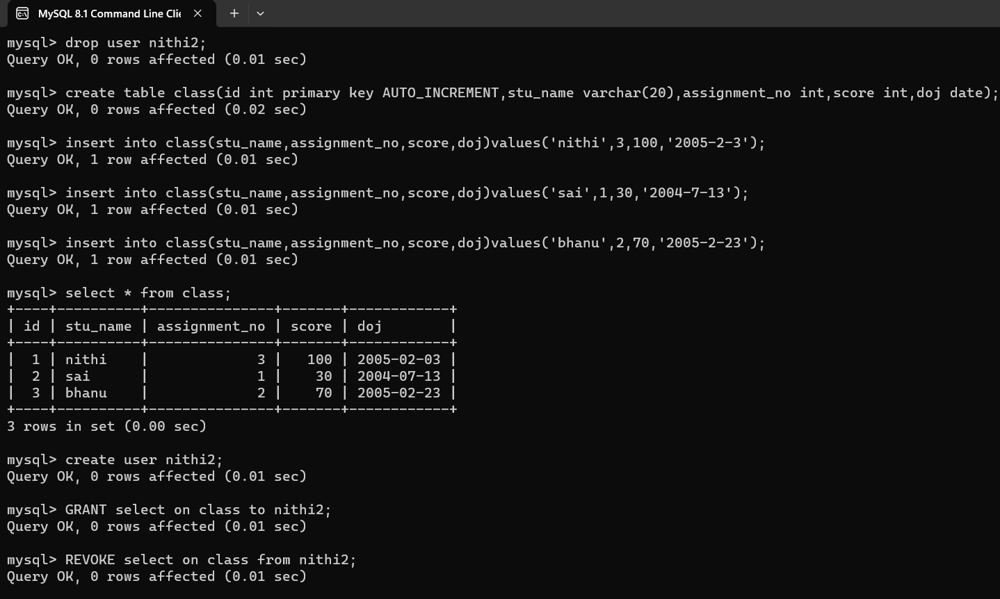 MySQL 8.1 Command Line Clie
mysql> drop user nithi2;
Query OK, 0 rows affected (0.01 sec)
mysql> create table class(id int primary key AUTO_INCREMENT,stu_name varchar(20),assignment_no int,score int,doj date);
Query OK, 0 rows affected (0.02 sec)
mysql> insert into class(stu_name,assignment_no,score,doj)values('nithi',3,100,'2005-2-3');
Query OK, 1 row affected (0.01 sec)
mysql> insert into class(stu_name,assignment_no,score,doj)values('sai',1,30,'2004-7-13');
Query OK, 1 row affected (0.01 sec)
mysql> insert into class(stu_name,assignment_no,score,doj)values('bhanu',2,70,'2005-2-23');
Query OK, 1 row affected (0.01 sec)
mysql> select * from class;
+----+----------+---------------+-------+------------+
| id | stu_name | assignment_no | score | doj        |
+----+----------+---------------+-------+------------+
|  1 | nithi    |             3 |   100 | 2005-02-03 |
|  2 | sai      |             1 |    30 | 2004-07-13 |
|  3 | bhanu    |             2 |    70 | 2005-02-23 |
+----+----------+---------------+-------+------------+
3 rows in set (0.00 sec)
mysql> create user nithi2;
Query OK, 0 rows affected (0.01 sec)
mysql> GRANT select on class to nithi2;
Query OK, 0 rows affected (0.01 sec)
mysql> REVOKE select on class from nithi2;
Query OK, 0 rows affected (0.01 sec)